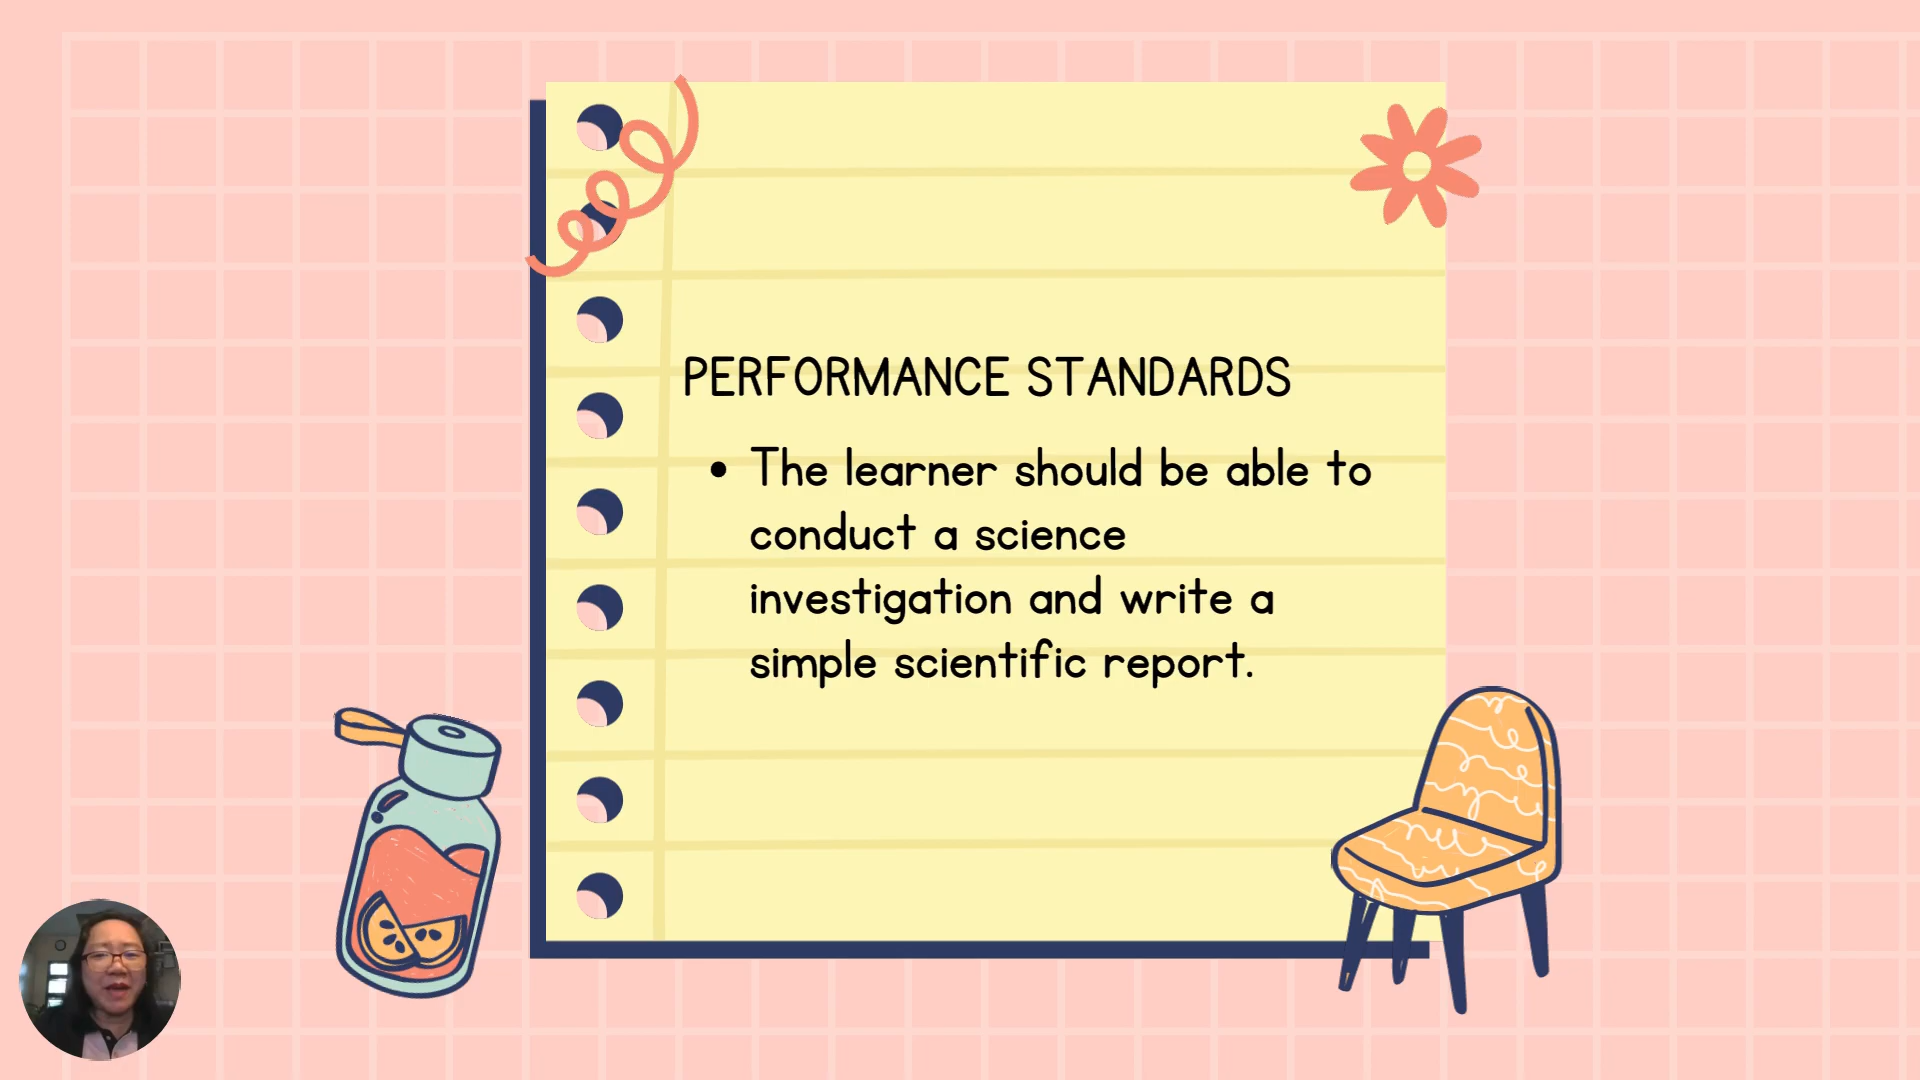 PERFORMANCE STANDARDS
• The learner should be able to
conduct a science
investigation and write a
simple scientific report.